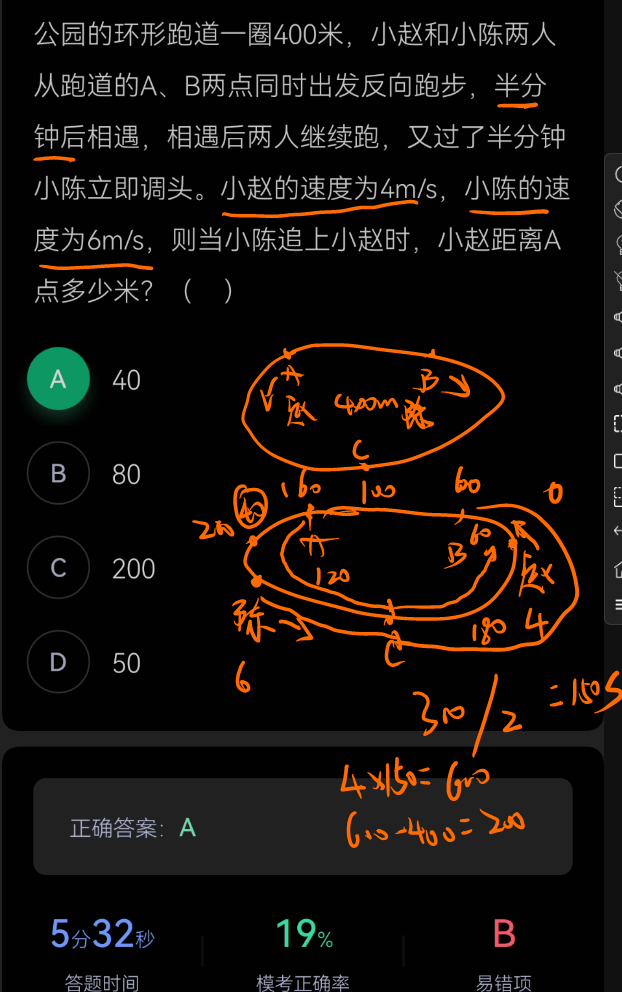 公园的环形跑道一圈400米，小赵和小陈两人
从跑道的A、B两点同时出发反向跑步，半分
钟后相遇，相遇后两人继续跑，又过了半分钟
小陈立即调头。小赵的速度为4m/s，小陈的速
度为6m/s，则当小陈追上小赵时，小赵距离A
点多少米？（ ）
A 40
B 80
C 200
D 50
A
B
赵 400m 陈
C
160 100 60 0
200 40
A
B 60
赵
120
陈
180 4
C
6
300/2 =150s
4×150=600
600-400=200
正确答案：A
5分32秒 19% B
答题时间 模考正确率 易错项